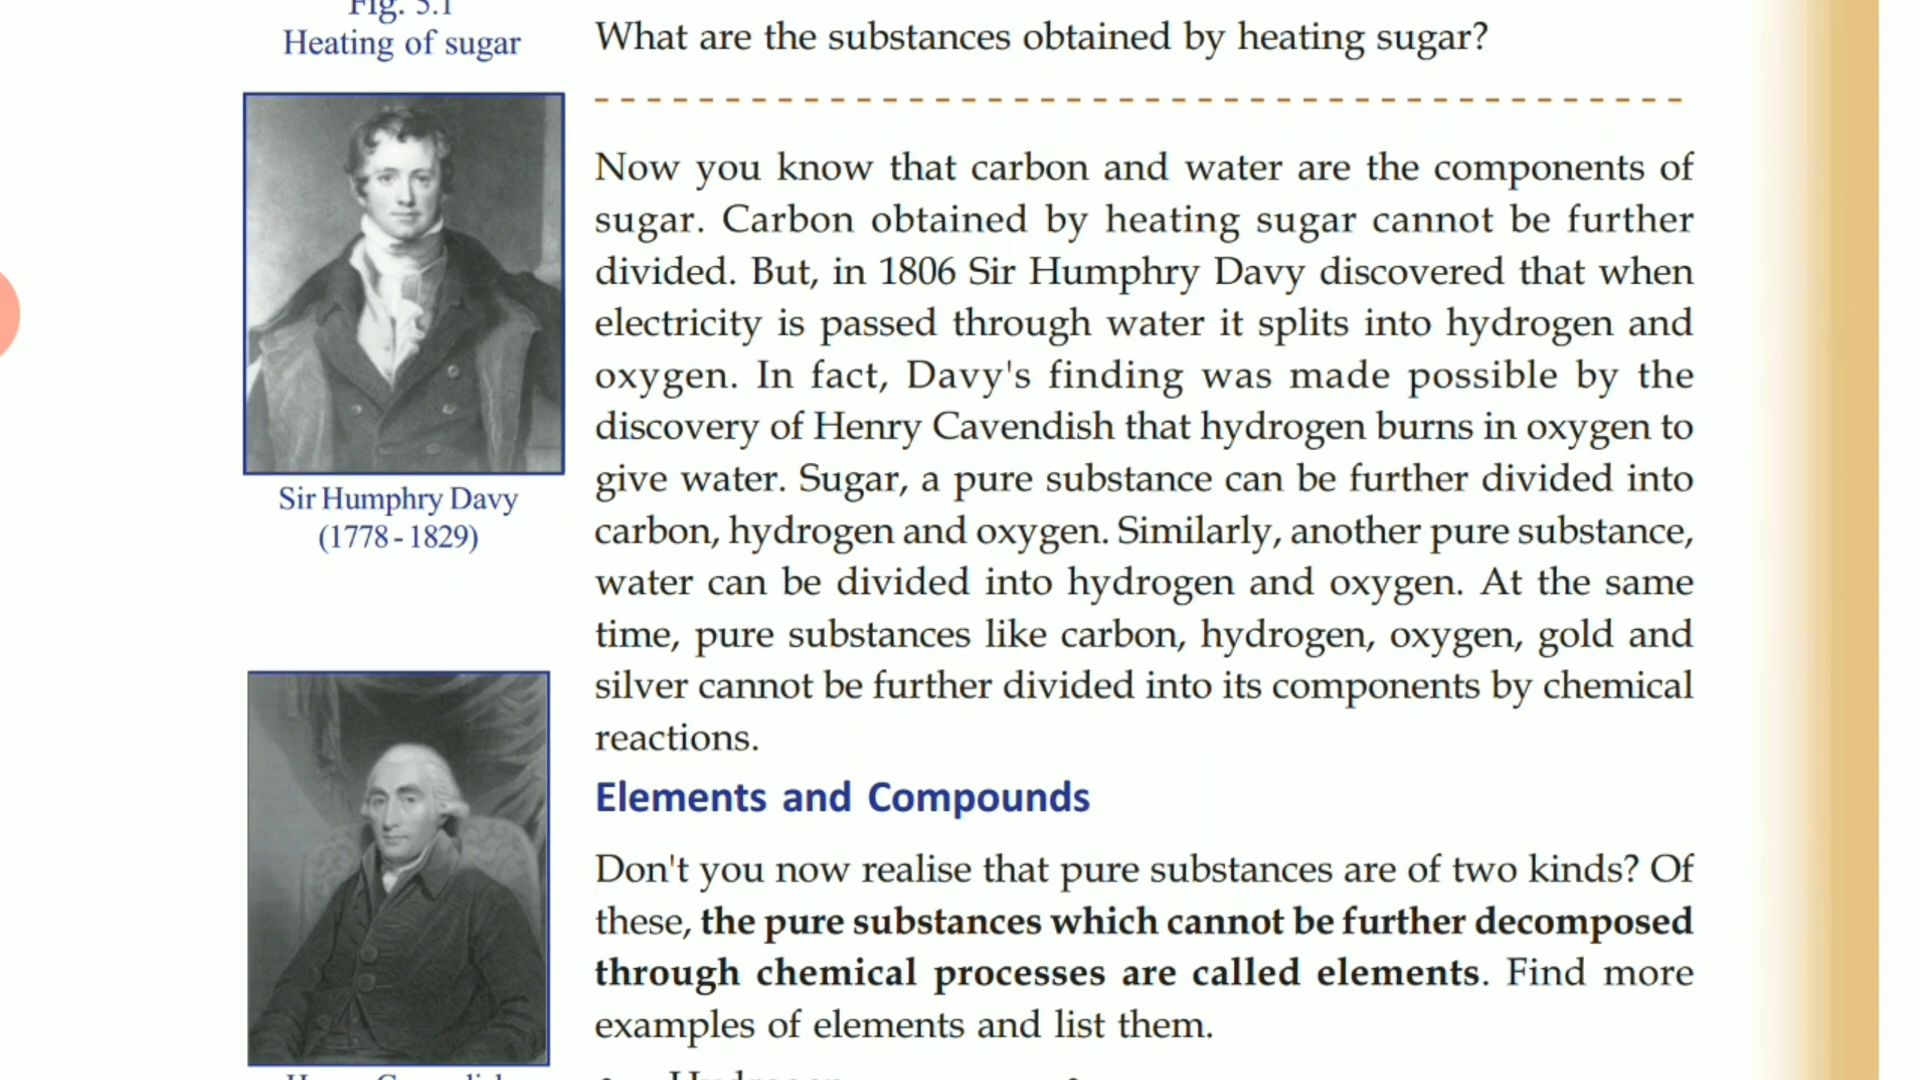 Fig. 5.1
Heating of sugar
What are the substances obtained by heating sugar?
Now you know that carbon and water are the components of
sugar. Carbon obtained by heating sugar cannot be further
divided. But, in 1806 Sir Humphry Davy discovered that when
electricity is passed through water it splits into hydrogen and
oxygen. In fact, Davy's finding was made possible by the
discovery of Henry Cavendish that hydrogen burns in oxygen to
give water. Sugar, a pure substance can be further divided into
carbon, hydrogen and oxygen. Similarly, another pure substance,
water can be divided into hydrogen and oxygen. At the same
time, pure substances like carbon, hydrogen, oxygen, gold and
silver cannot be further divided into its components by chemical
reactions.
Sir Humphry Davy
(1778-1829)
Elements and Compounds
Don't you now realise that pure substances are of two kinds? Of
these, the pure substances which cannot be further decomposed
through chemical processes are called elements. Find more
examples of elements and list them.
Hydrogen